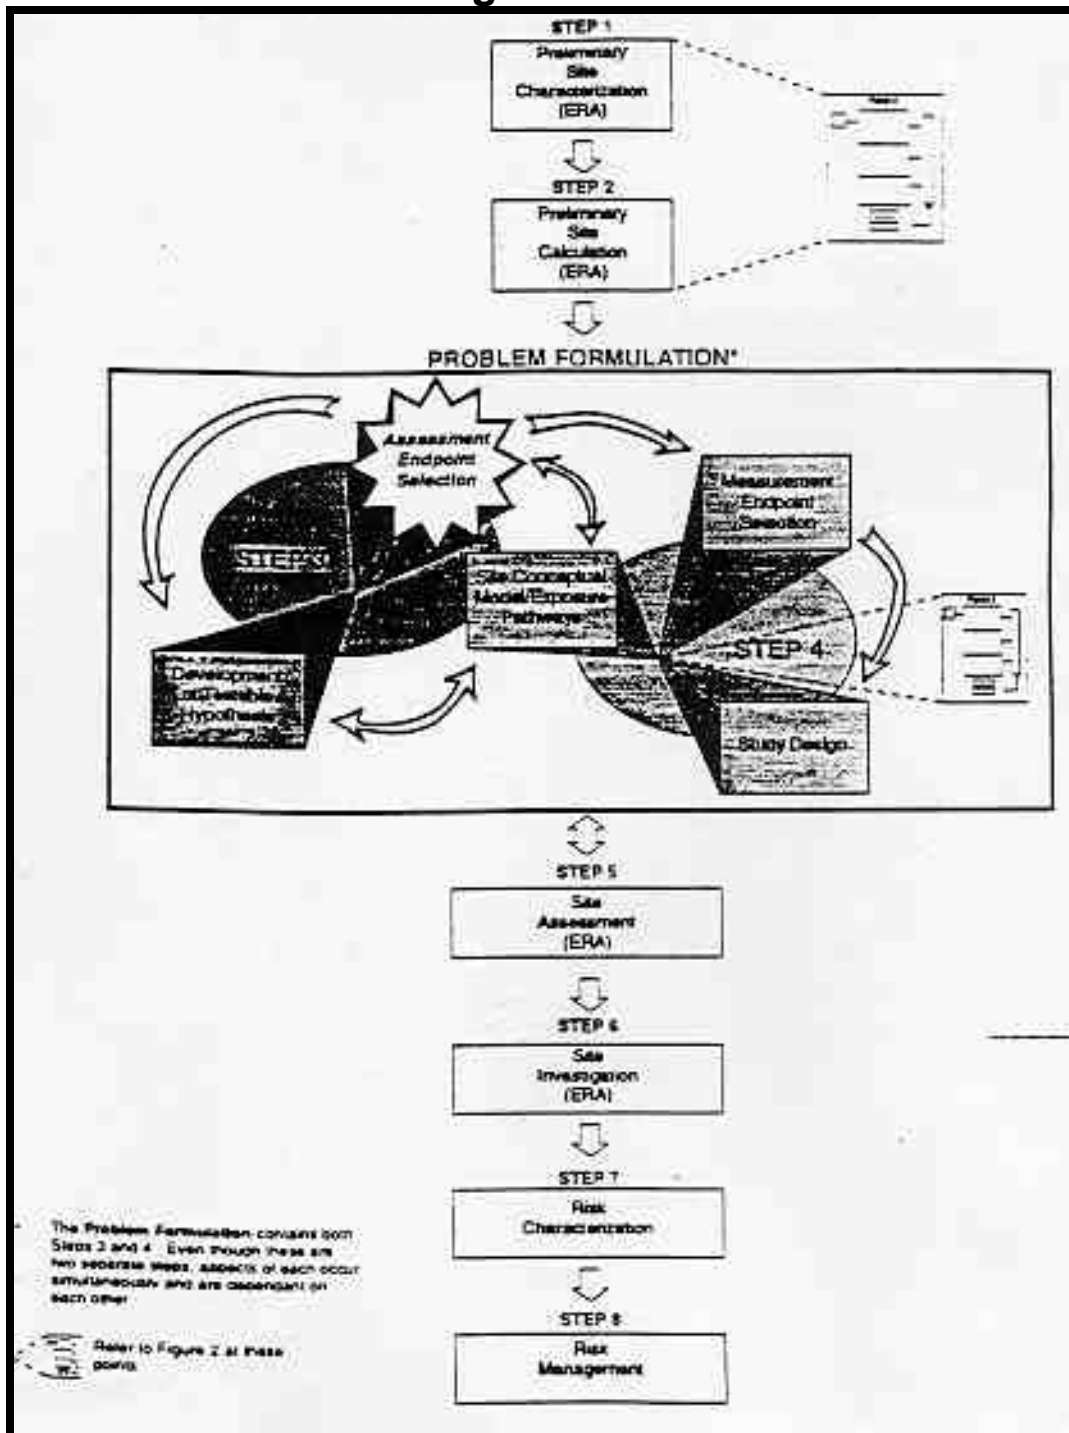 STEP 1
Preliminary
Site
Characterization
(ERA)
STEP 2
Preliminary
Site
Calculation
(ERA)
PROBLEM FORMULATION*
Assessment
Endpoint
Selection
Measurement
Endpoint
Selection
STEP 3
Site Conceptual
Model/Exposure
Pathways
STEP 4
Development
Hypothesis
Study Design
STEP 5
Site
Assessment
(ERA)
STEP 6
Site
Investigation
(ERA)
STEP 7
Risk
Characterization
The Problem Formulation contains both
Steps 3 and 4. Even though these are
two separate steps, aspects of each occur
simultaneously and are dependant on
each other
STEP 8
Risk
Management
Refer to Figure 2 at these
points